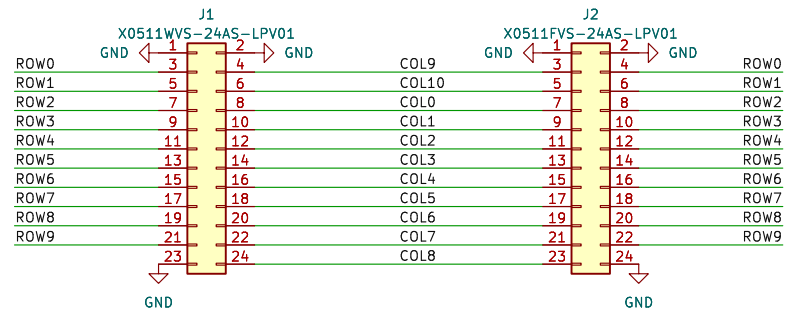 J1 J2
X0511WVS-24AS-LPV01 X0511FVS-24AS-LPV01
GND 1 2 GND GND 1 2 GND
ROW0 3 4 COL9 3 4 ROW0
ROW1 5 6 COL10 5 6 ROW1
ROW2 7 8 COL0 7 8 ROW2
ROW3 9 10 COL1 9 10 ROW3
ROW4 11 12 COL2 11 12 ROW4
ROW5 13 14 COL3 13 14 ROW5
ROW6 15 16 COL4 15 16 ROW6
ROW7 17 18 COL5 17 18 ROW7
ROW8 19 20 COL6 19 20 ROW8
ROW9 21 22 COL7 21 22 ROW9
23 24 COL8 23 24
GND GND